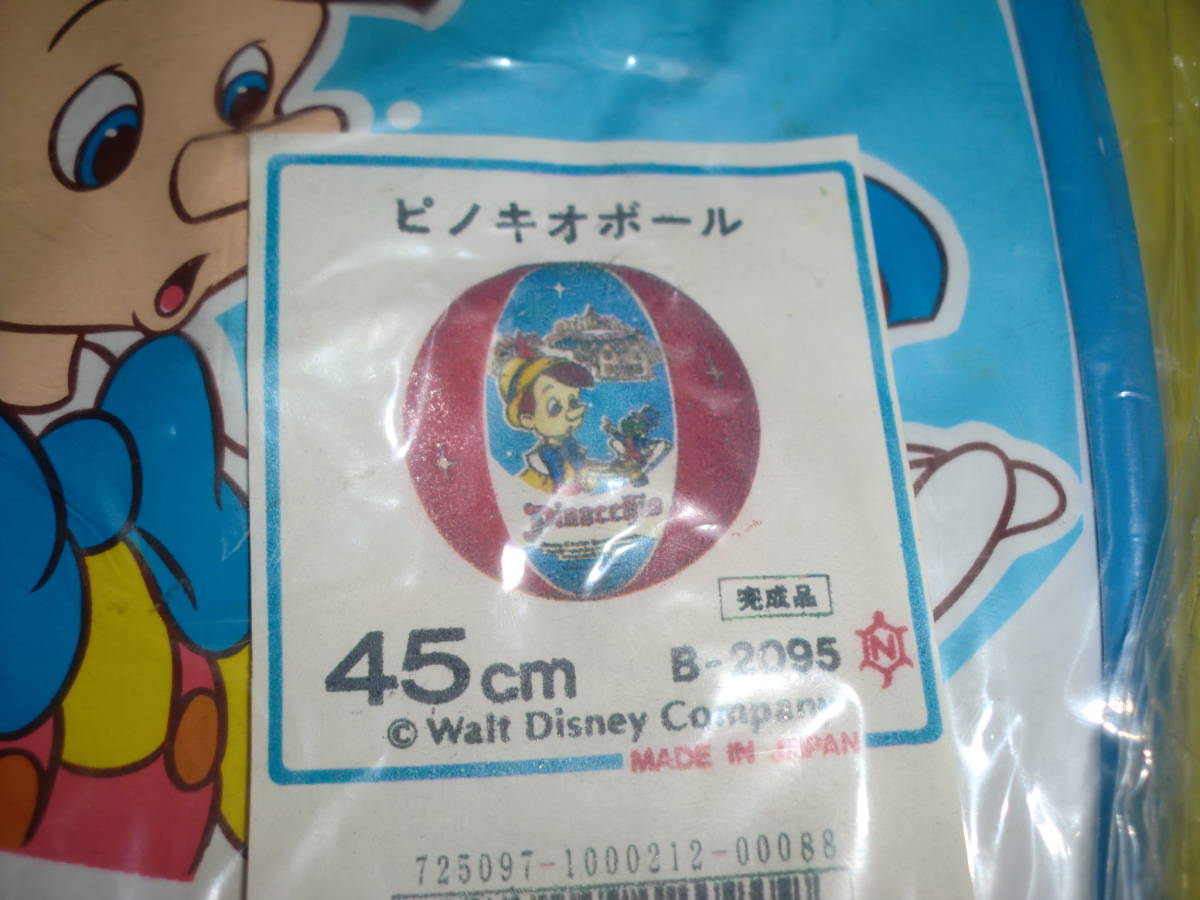 ピノキオボール
Pinocchio
完成品
45cm B-2095 N
© Walt Disney Company
MADE IN JAPAN
725097-1000212-00088